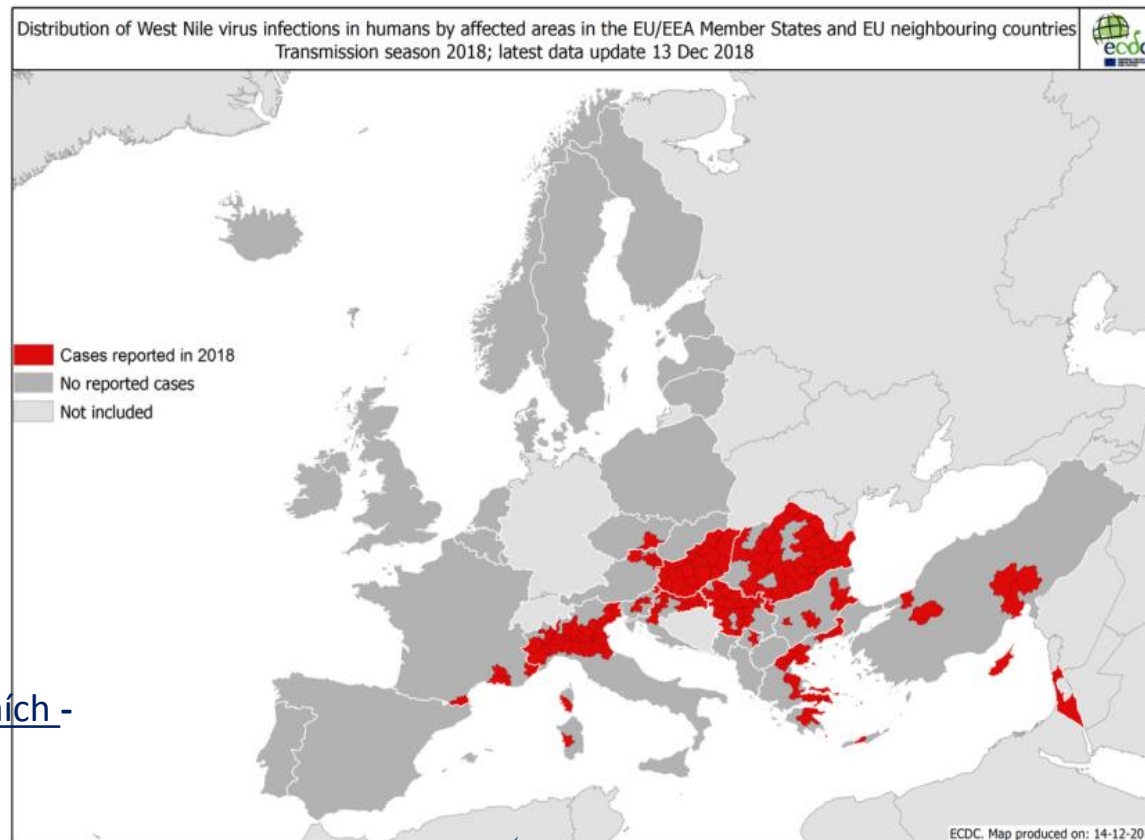 Distribution of West Nile virus infections in humans by affected areas in the EU/EEA Member States and EU neighbouring countries
Transmission season 2018; latest data update 13 Dec 2018
ecdc
Cases reported in 2018
No reported cases
Not included
ních -
ECDC. Map produced on: 14-12-20